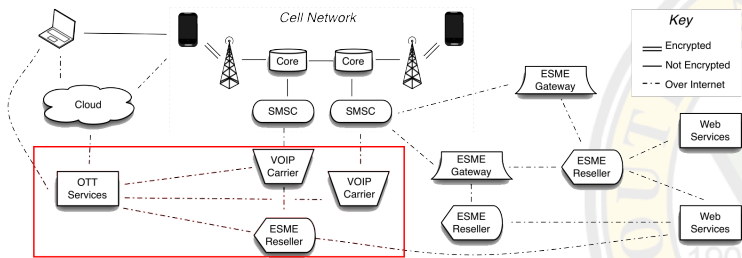 Cell Network
Key
Encrypted
Not Encrypted
Over Internet
Core
Core
Cloud
SMSC
SMSC
ESME
Gateway
Web
Services
OTT
Services
VOIP
Carrier
VOIP
Carrier
ESME
Gateway
ESME
Reseller
ESME
Reseller
ESME
Reseller
Web
Services